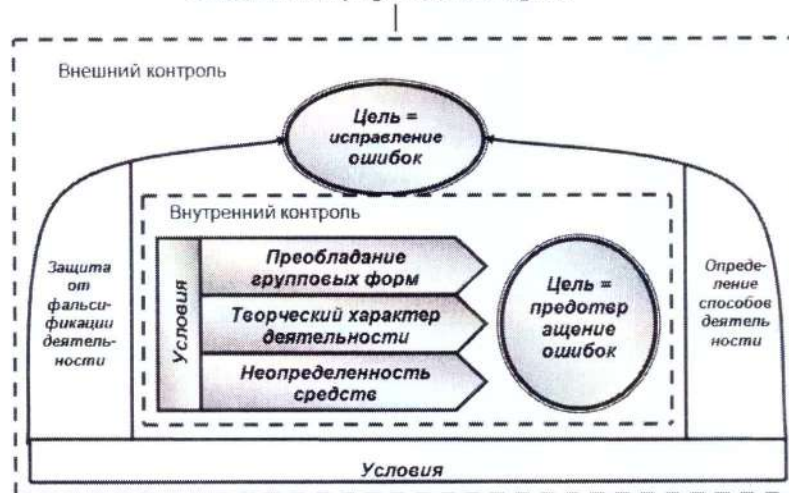 Внешний контроль
Цель =
исправление
ошибок
Внутренний контроль
Защита
от
фальси-
фикации
деятель-
ности
Условия
Преобладание
групповых форм
Творческий характер
деятельности
Неопределенность
средств
Цель =
предотвр
ащение
ошибок
Опреде-
ление
способов
деятель
ности
Условия